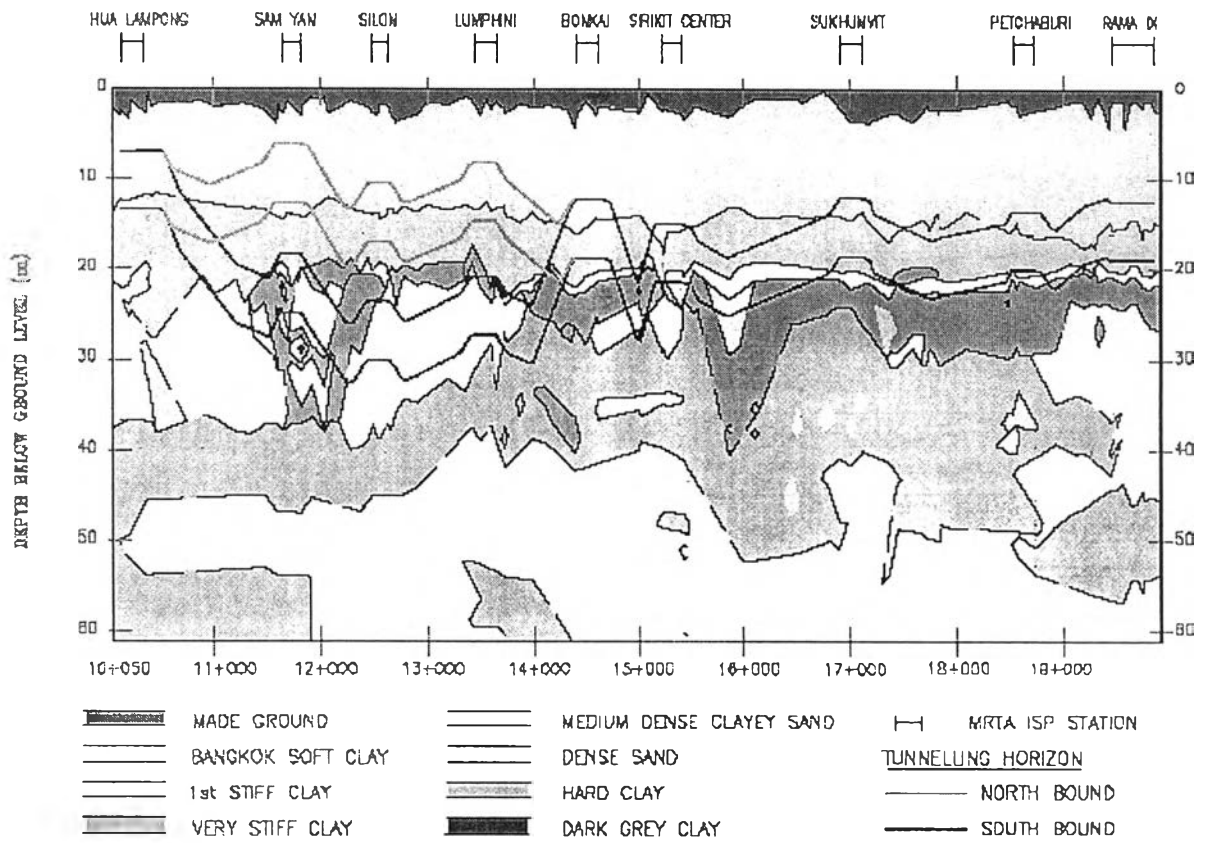 HUA LAMPONG SAM YAN SILOM LUMPHINI BONKAI SIRIKIT CENTER SUKHUMVIT PETCHABURI RAMA IX
0 0
10 10
20 20
30 30
40 40
50 50
60 60
DEPTH BELOW GROUND LEVEL (m)
10+050 11+000 12+000 13+000 14+000 15+000 16+000 17+000 18+000 18+000
MADE GROUND MEDIUM DENSE CLAYEY SAND MRTA ISP STATION
BANGKOK SOFT CLAY DENSE SAND TUNNELLING HORIZON
1st STIFF CLAY HARD CLAY NORTH BOUND
VERY STIFF CLAY DARK GREY CLAY SOUTH BOUND